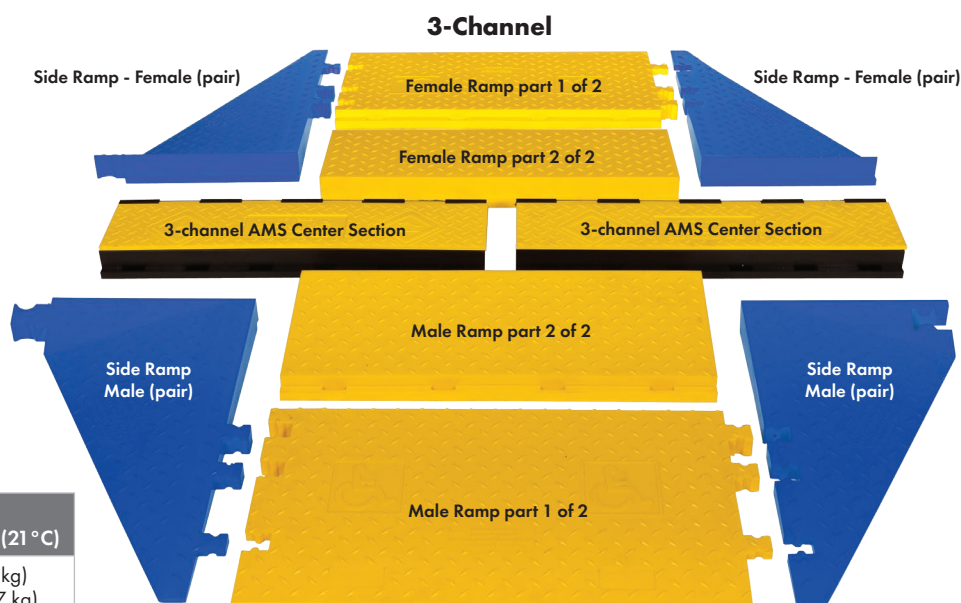 3-Channel
Side Ramp - Female (pair)
Female Ramp part 1 of 2
Side Ramp - Female (pair)
Female Ramp part 2 of 2
3-channel AMS Center Section
3-channel AMS Center Section
Male Ramp part 2 of 2
Side Ramp
Male (pair)
Side Ramp
Male (pair)
Male Ramp part 1 of 2
(21°C)
kg)
7 kg)